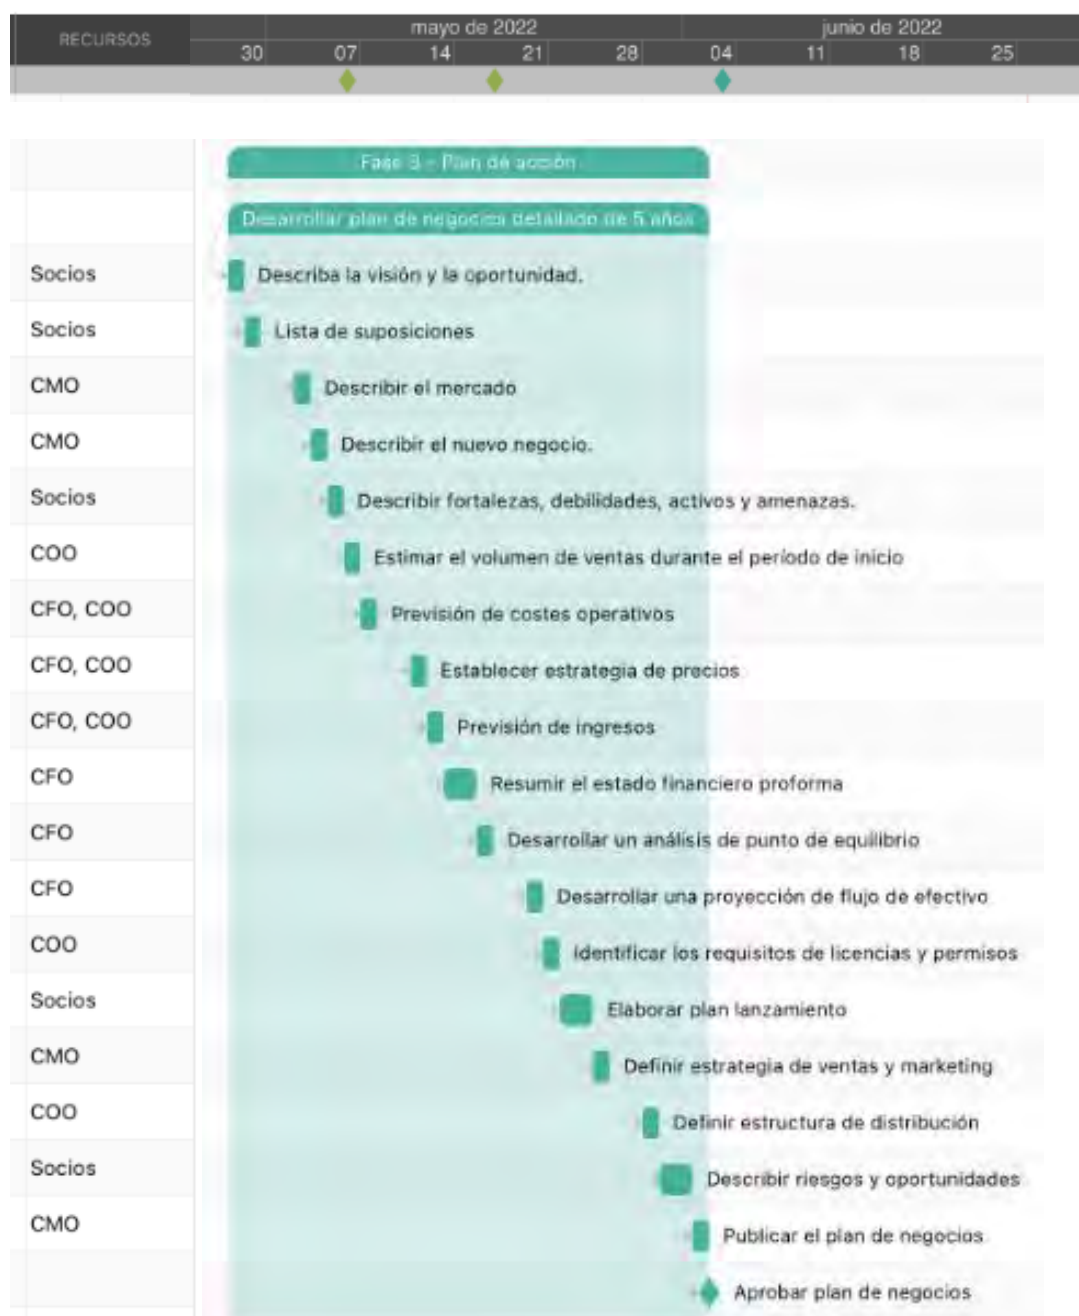 RECURSOS
mayo de 2022
junio de 2022
30 07 14 21 28 04 11 18 25
Fase 3 - Plan de acción
Desarrollar plan de negocios detallado de 5 años
Socios Describa la visión y la oportunidad.
Socios Lista de suposiciones
CMO Describir el mercado
CMO Describir el nuevo negocio.
Socios Describir fortalezas, debilidades, activos y amenazas.
COO Estimar el volumen de ventas durante el período de inicio
CFO, COO Previsión de costes operativos
CFO, COO Establecer estrategia de precios
CFO, COO Previsión de ingresos
CFO Resumir el estado financiero proforma
CFO Desarrollar un análisis de punto de equilibrio
CFO Desarrollar una proyección de flujo de efectivo
COO Identificar los requisitos de licencias y permisos
Socios Elaborar plan lanzamiento
CMO Definir estrategia de ventas y marketing
COO Definir estructura de distribución
Socios Describir riesgos y oportunidades
CMO Publicar el plan de negocios
Aprobar plan de negocios